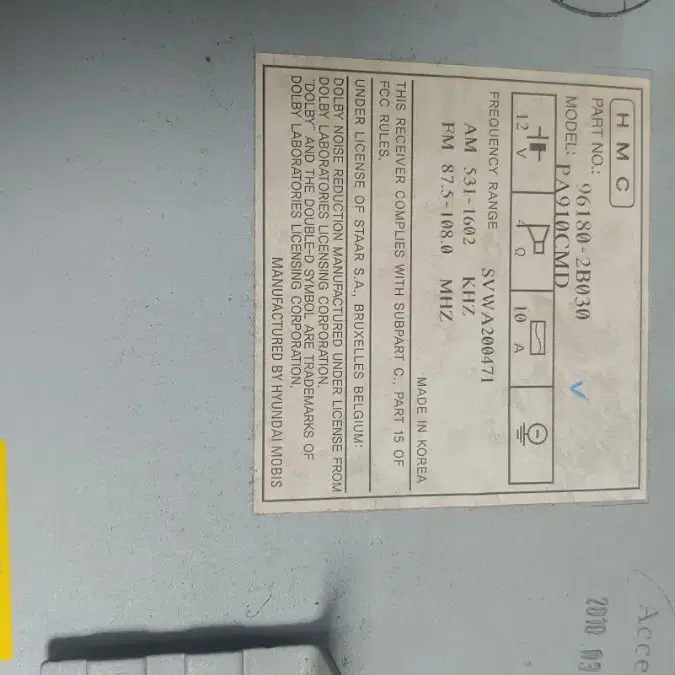 HMC
PART NO.: 96180-2B030
MODEL: PA910CMD
12 V 4 Ω 10 A
FREQUENCY RANGE SVWA200471
AM 531-1602 KHZ
FM 87.5-108.0 MHZ
MADE IN KOREA
THIS RECEIVER COMPLIES WITH SUBPART C., PART 15 OF
FCC RULES.
UNDER LICENSE OF STAAR S.A., BRUXELLES BELGIUM:
DOLBY NOISE REDUCTION MANUFACTURED UNDER LICENSE FROM
DOLBY LABORATORIES LICENSING CORPORATION.
"DOLBY" AND THE DOUBLE-D SYMBOL ARE TRADEMARKS OF
DOLBY LABORATORIES LICENSING CORPORATION.
MANUFACTURED BY HYUNDAI MOBIS
Acce
2010 03